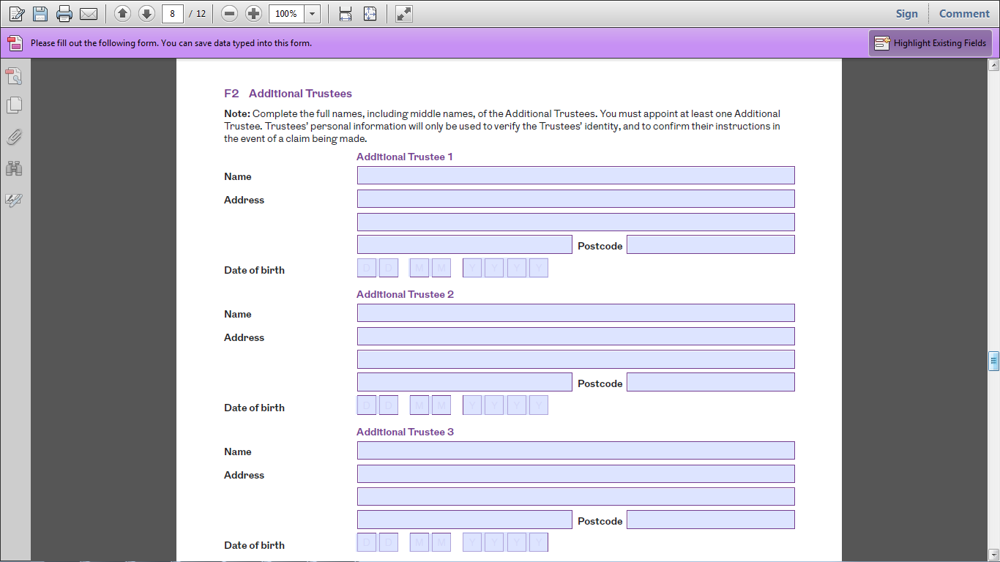 8 / 12 100% Sign Comment
Please fill out the following form. You can save data typed into this form. Highlight Existing Fields
F2 Additional Trustees
Note: Complete the full names, including middle names, of the Additional Trustees. You must appoint at least one Additional
Trustee. Trustees' personal information will only be used to verify the Trustees' identity, and to confirm their instructions in
the event of a claim being made.
Additional Trustee 1
Name
Address
Postcode
Date of birth D D M M Y Y Y Y
Additional Trustee 2
Name
Address
Postcode
Date of birth D D M M Y Y Y Y
Additional Trustee 3
Name
Address
Postcode
Date of birth D D M M Y Y Y Y